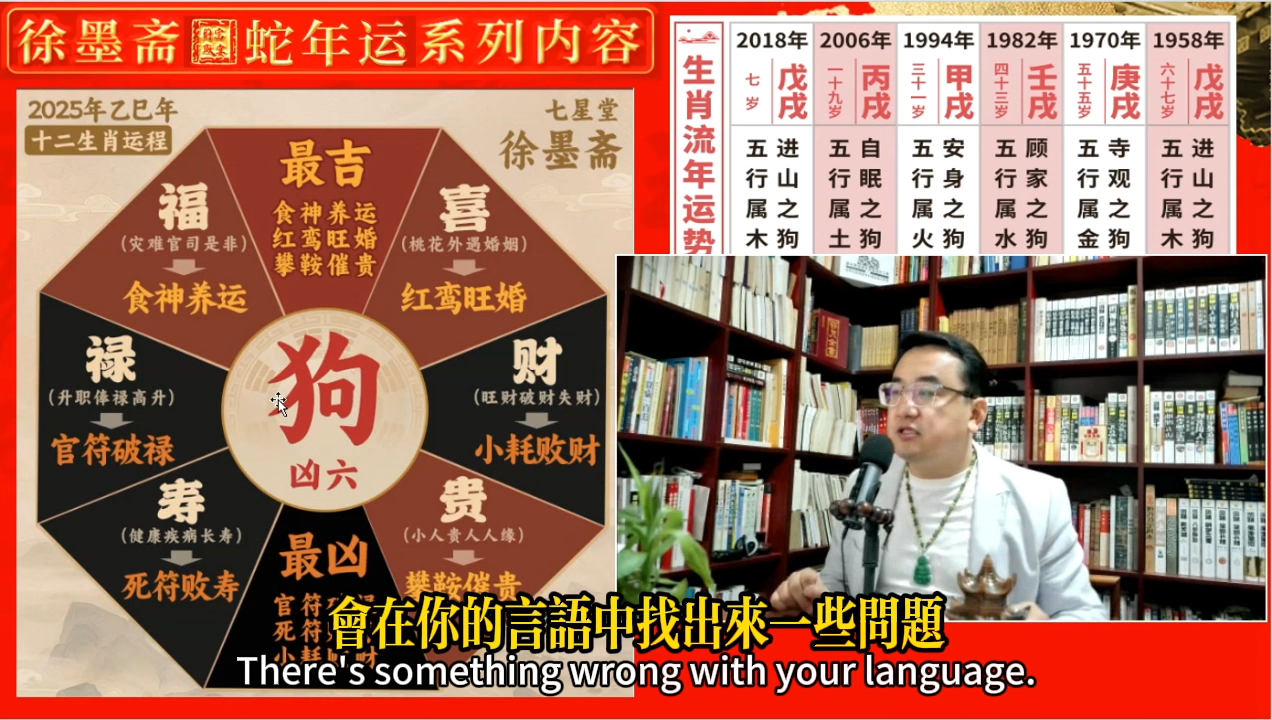 徐墨斋 蛇年运系列内容
2025年乙巳年
十二生肖运程
七星堂
徐墨斋
最吉
食神养运
红鸾旺婚
攀鞍催贵
福
(灾难官司是非)
食神养运
喜
(桃花外遇婚姻)
红鸾旺婚
禄
(升职俸禄高升)
官符破禄
狗
凶六
财
(旺财破财失财)
小耗败财
寿
(健康疾病长寿)
死符败寿
贵
(小人贵人人缘)
攀鞍催贵
最凶
官符破禄
死符
生肖流年运势
2018年 2006年 1994年 1982年 1970年 1958年
七岁 戊戌 一十九岁 丙戌 三十一岁 甲戌 四十三岁 壬戌 五十五岁 庚戌 六十七岁 戊戌
进山之狗 五行属木
自眠之狗 五行属土
安身之狗 五行属火
顾家之狗 五行属水
寺观之狗 五行属金
进山之狗 五行属木
會在你的言語中找出來一些問題
There's something wrong with your language.